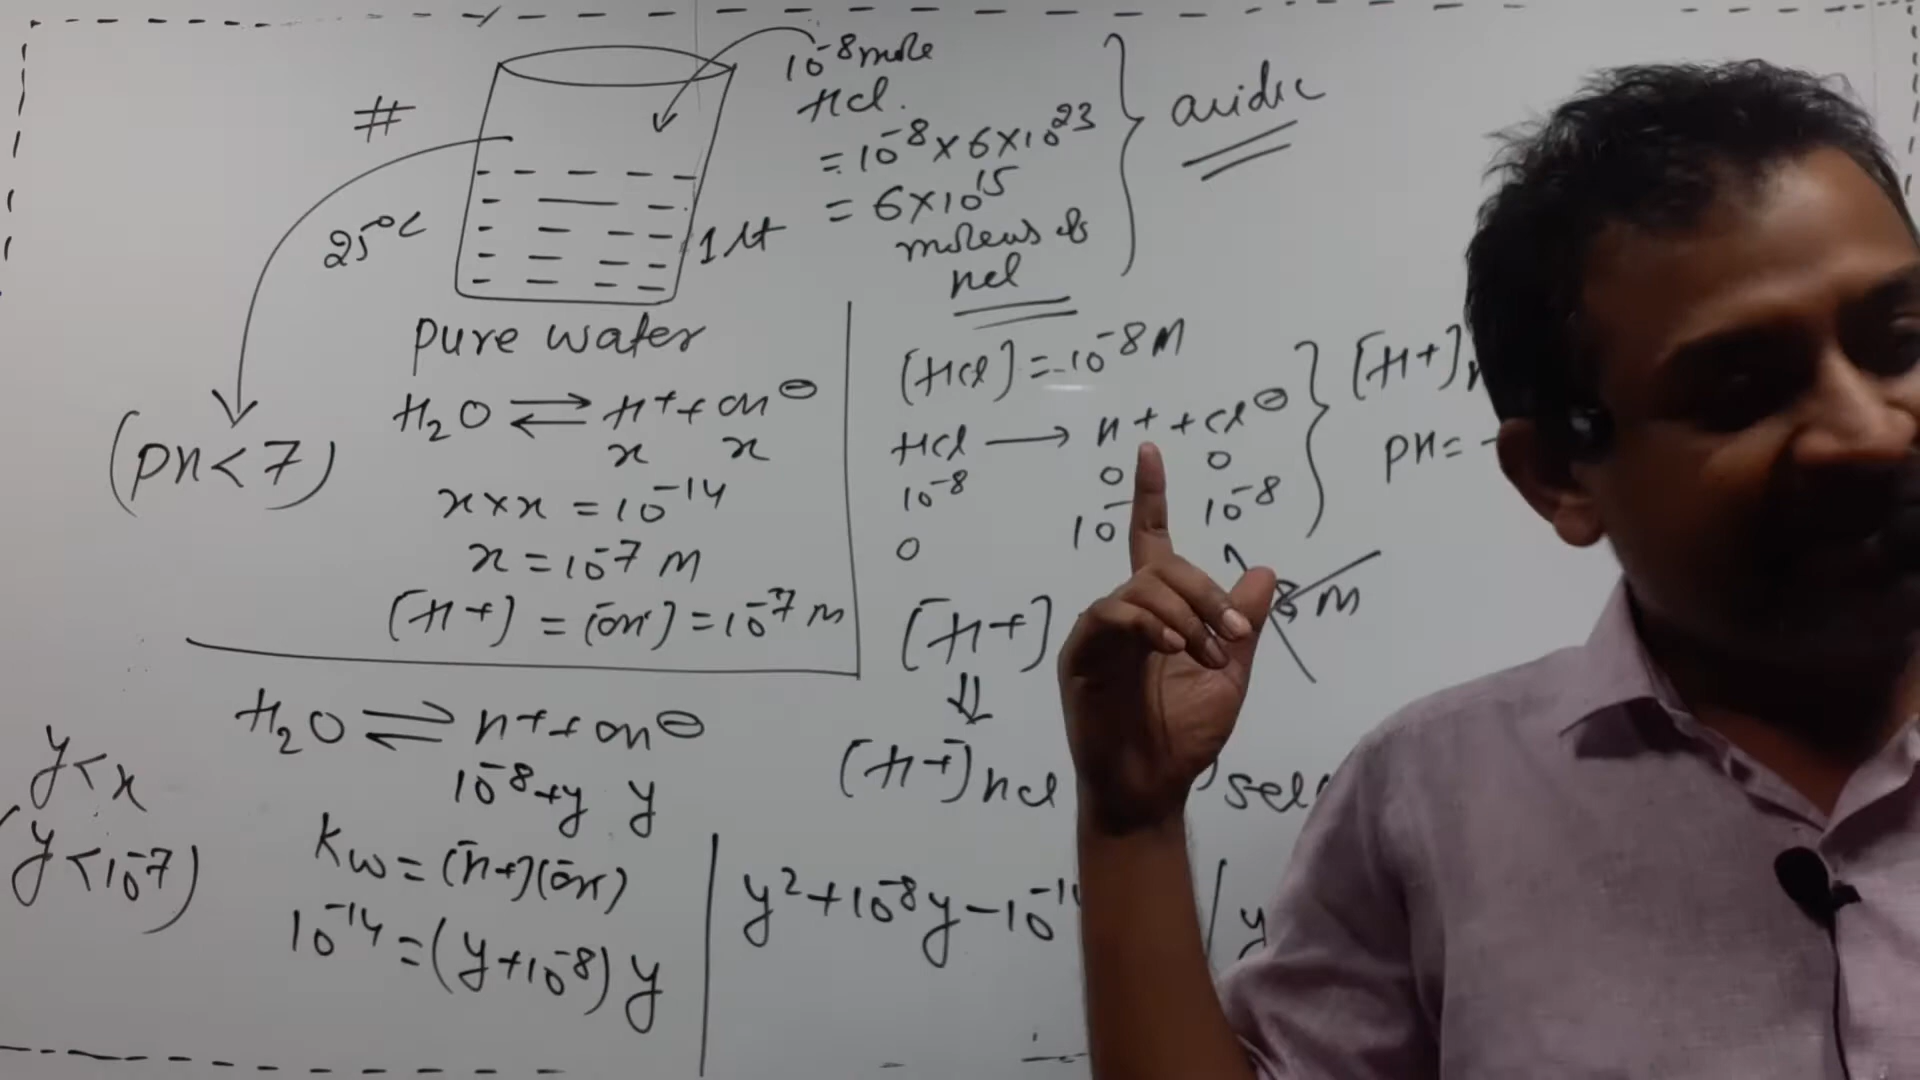 #
25°C
10⁻⁸ mole
HCl.
= 10⁻⁸ × 6 × 10²³
= 6 × 10¹⁵
molecus of
HCl
acidic
1 lt
pure water
(pH < 7)
H₂O ⇌ H⁺ + OH⊖
x x
x × x = 10⁻¹⁴
x = 10⁻⁷ M
[H+] = [OH⁻] = 10⁻⁷ M
[HCl] = 10⁻⁸ M
HCl → H+ + Cl⊖
10⁻⁸ 0 0
0 10⁻ 10⁻⁸
[H+]
pH = -
[H+] 8 M
⇓
[H+]HCl
H₂O ⇌ H+ + OH⊖
10⁻⁸+y y
y < x
(y < 10⁻⁷)
Kw = [H+][OH⁻]
10⁻¹⁴ = (y + 10⁻⁸) y
y² + 10⁻⁸y − 10⁻¹⁴
y